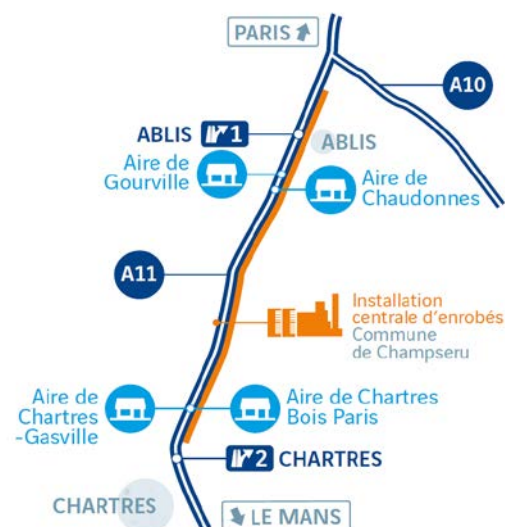 PARIS
A10
ABLIS 1
ABLIS
Aire de
Gourville
Aire de
Chaudonnes
A11
Installation
centrale d'enrobés
Commune
de Champseru
Aire de
Chartres
-Gasville
Aire de Chartres
Bois Paris
2 CHARTRES
CHARTRES
LE MANS